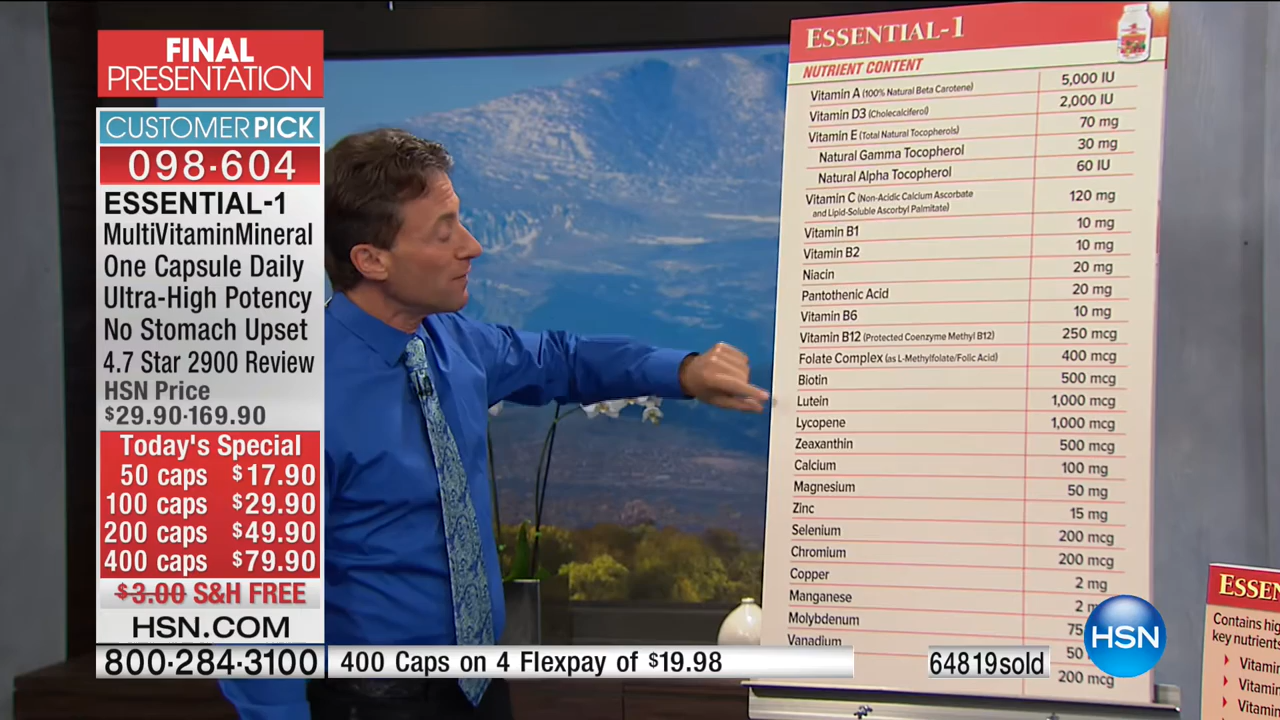 FINAL
PRESENTATION
CUSTOMER PICK
098·604
ESSENTIAL-1
MultiVitaminMineral
One Capsule Daily
Ultra-High Potency
No Stomach Upset
4.7 Star 2900 Review
HSN Price
$29.90-169.90
Today's Special
50 caps $17.90
100 caps $29.90
200 caps $49.90
400 caps $79.90
$3.00 S&H FREE
HSN.COM
800·284·3100
400 Caps on 4 Flexpay of $19.98
64819sold
HSN
ESSENTIAL-1
NUTRIENT CONTENT
Vitamin A (100% Natural Beta Carotene) 5,000 IU
Vitamin D3 (Cholecalciferol) 2,000 IU
Vitamin E (Total Natural Tocopherols) 70 mg
Natural Gamma Tocopherol 30 mg
Natural Alpha Tocopherol 60 IU
Vitamin C (Non-Acidic Calcium Ascorbate
and Lipid-Soluble Ascorbyl Palmitate) 120 mg
Vitamin B1 10 mg
Vitamin B2 10 mg
Niacin 20 mg
Pantothenic Acid 20 mg
Vitamin B6 10 mg
Vitamin B12 (Protected Coenzyme Methyl B12) 250 mcg
Folate Complex (as L-Methylfolate/Folic Acid) 400 mcg
Biotin 500 mcg
Lutein 1,000 mcg
Lycopene 1,000 mcg
Zeaxanthin 500 mcg
Calcium 100 mg
Magnesium 50 mg
Zinc 15 mg
Selenium 200 mcg
Chromium 200 mcg
Copper 2 mg
Manganese 2
Molybdenum 75
Vanadium 50
200 mcg
Contains
key nutrients
Vitamin
Vitamin
Vitamin